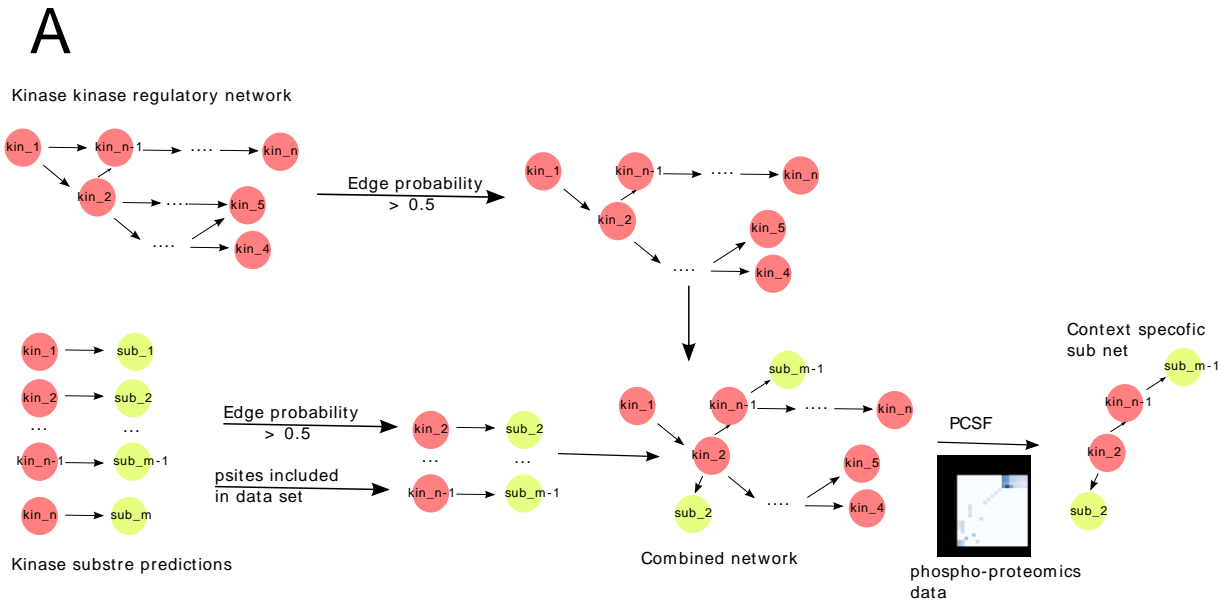 A
Kinase kinase regulatory network
kin_1
kin_n-1
....
kin_n
kin_2
....
kin_5
....
kin_4
Edge probability
> 0.5
kin_1
kin_n-1
....
kin_n
kin_2
kin_5
....
kin_4
kin_1
sub_1
kin_2
sub_2
...
...
kin_n-1
sub_m-1
kin_n
sub_m
Kinase substre predictions
Edge probability
> 0.5
psites included
in data set
kin_2
sub_2
...
...
kin_n-1
sub_m-1
sub_m-1
kin_1
kin_n-1
....
kin_n
kin_2
kin_5
sub_2
....
kin_4
Combined network
PCSF
phospho-proteomics
data
Context specofic
sub net
sub_m-1
kin_n-1
kin_2
sub_2